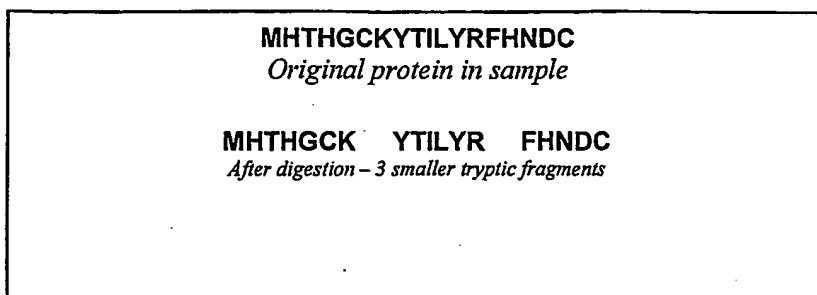 MHTHGCKYTILYRFHNDC
Original protein in sample
MHTHGCK YTILYR FHNDC
After digestion – 3 smaller tryptic fragments